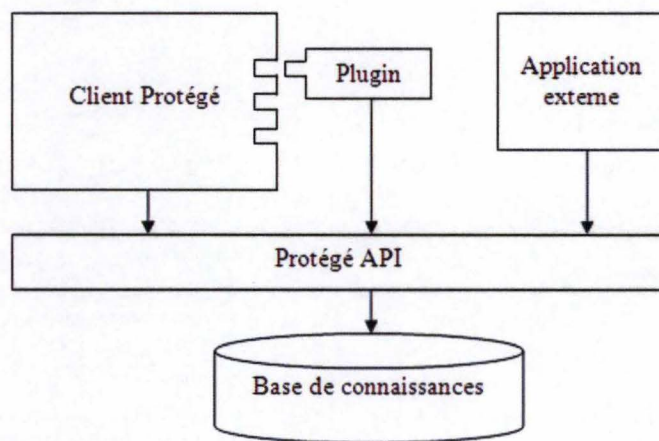 Client Protégé
Plugin
Application
externe
Protégé API
Base de connaissances